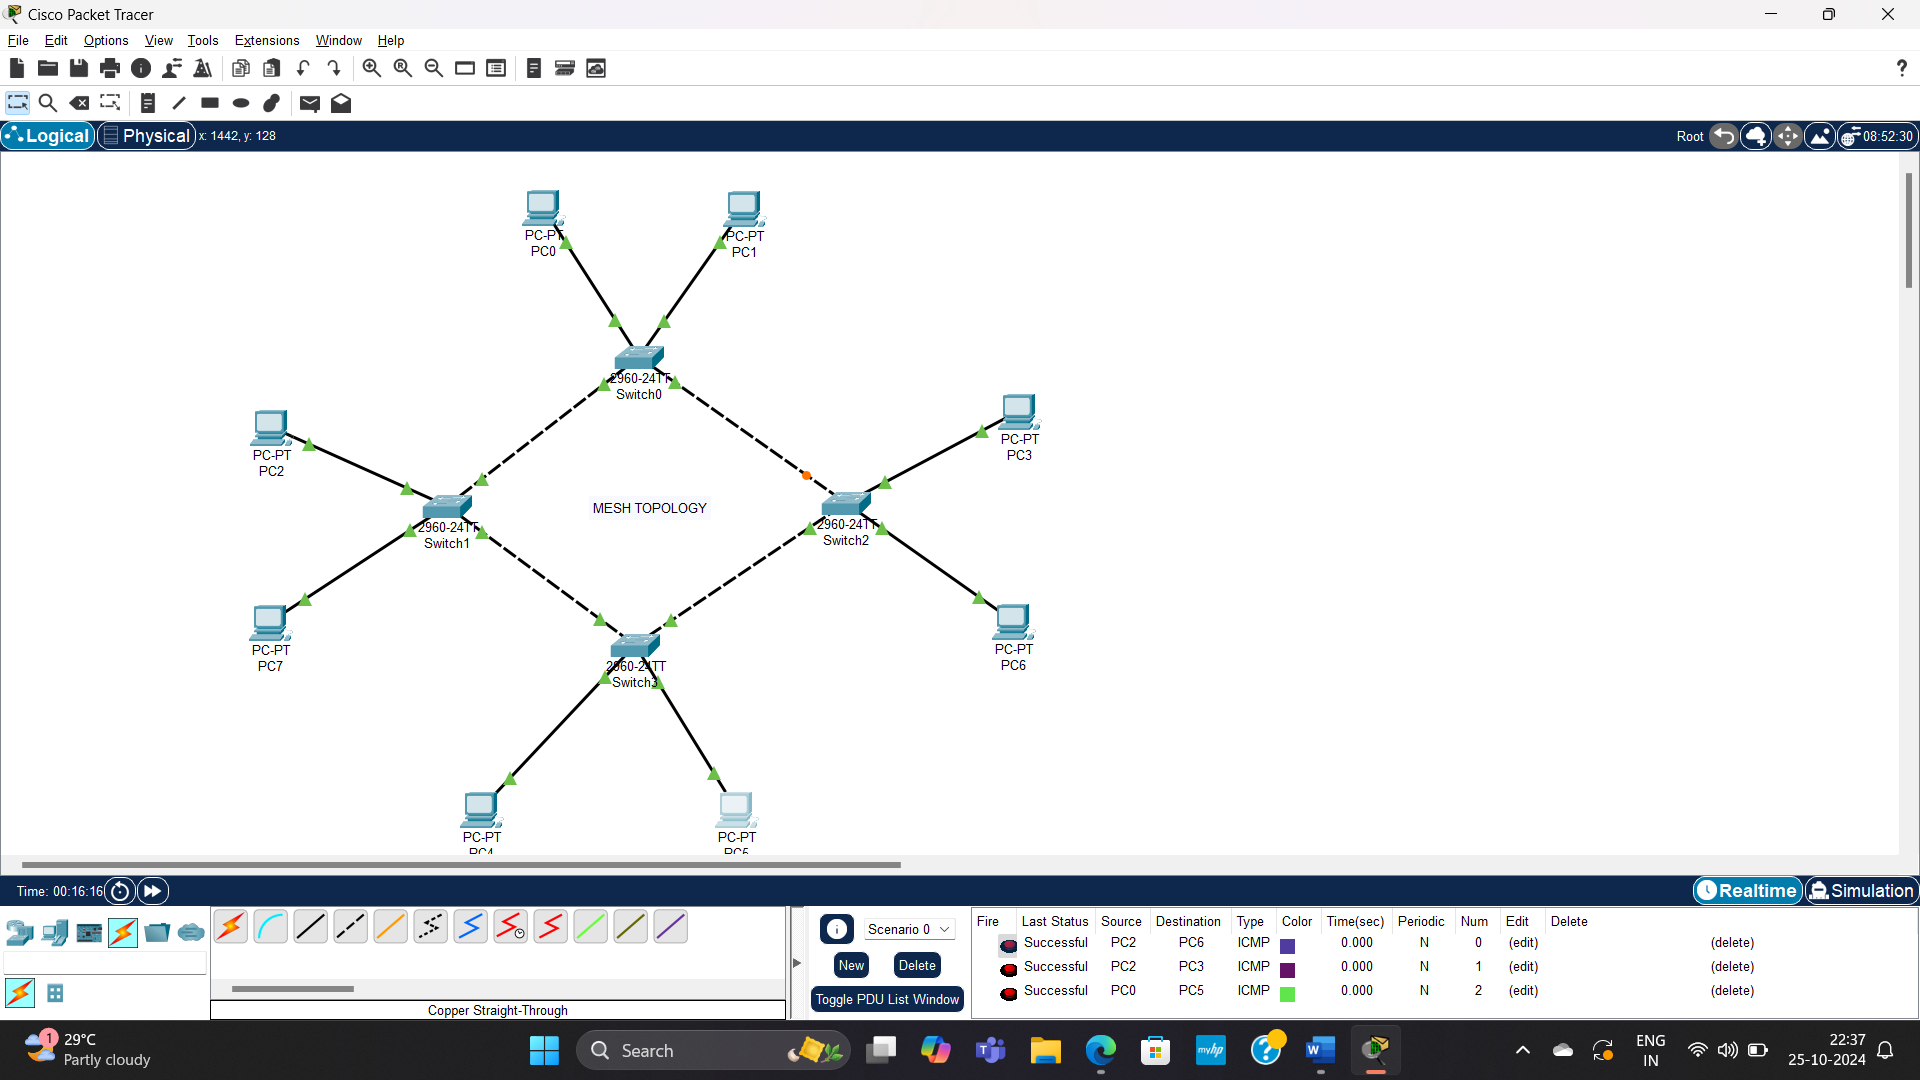 Cisco Packet Tracer
File Edit Options View Tools Extensions Window Help
?
Logical Physical x: 1442, y: 128 Root 08:52:30
PC-PT
PC0
PC-PT
PC1
2960-24TT
Switch0
PC-PT
PC3
PC-PT
PC2
MESH TOPOLOGY
2960-24TT
Switch1
2960-24TT
Switch2
PC-PT
PC7
PC-PT
PC6
2960-24TT
Switch3
PC-PT
PC4
PC-PT
PC5
Time: 00:16:16 Realtime Simulation
Copper Straight-Through
Scenario 0
New Delete
Toggle PDU List Window
Fire Last Status Source Destination Type Color Time(sec) Periodic Num Edit Delete
Successful PC2 PC6 ICMP 0.000 N 0 (edit) (delete)
Successful PC2 PC3 ICMP 0.000 N 1 (edit) (delete)
Successful PC0 PC5 ICMP 0.000 N 2 (edit) (delete)
1
29°C
Partly cloudy
Search
myhp
ENG
IN
22:37
25-10-2024